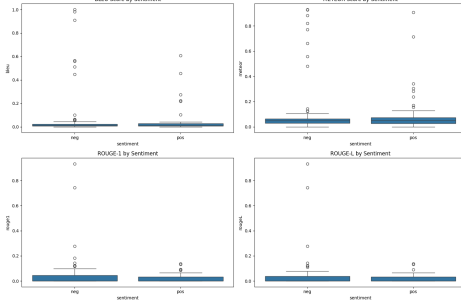 BLEU Score by Sentiment
METEOR Score by Sentiment
1.0
0.8
0.6
0.4
0.2
0.0
bleu
neg
pos
sentiment
0.8
0.6
0.4
0.2
0.0
meteor
neg
pos
sentiment
ROUGE-1 by Sentiment
ROUGE-L by Sentiment
0.8
0.6
0.4
0.2
0.0
rouge1
neg
pos
sentiment
0.8
0.6
0.4
0.2
0.0
rougeL
neg
pos
sentiment